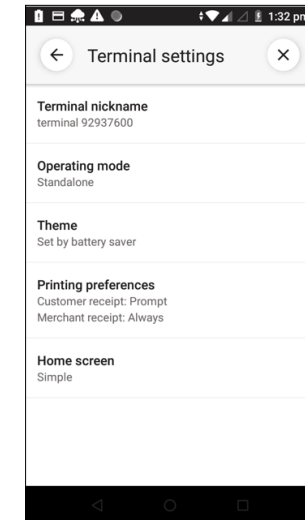 1:32 pm
Terminal settings
Terminal nickname
terminal 92937600
Operating mode
Standalone
Theme
Set by battery saver
Printing preferences
Customer receipt: Prompt
Merchant receipt: Always
Home screen
Simple